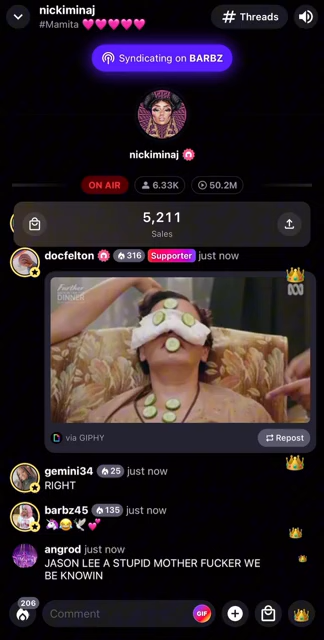 nickiminaj
#Mamita 💗💗💗💗💗
# Threads
Syndicating on BARBZ
nickiminaj
ON AIR
6.33K
50.2M
5,211
Sales
docfelton 316 Supporter just now
Further
DINNER
via GIPHY
Repost
gemini34 25 just now
RIGHT
barbz45 135 just now
🦄😂🕊💕
angrod just now
JASON LEE A STUPID MOTHER FUCKER WE
BE KNOWIN
206
Comment
GIF